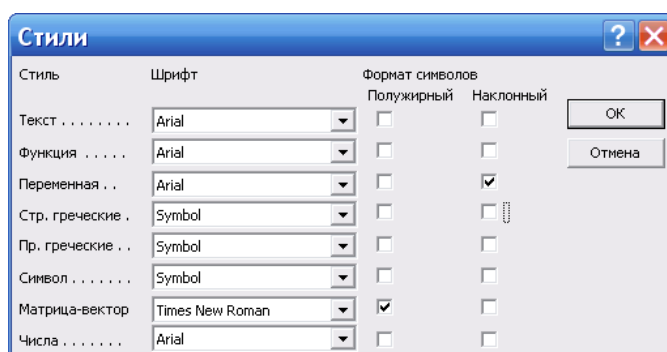 Стили
Стиль Шрифт Формат символов
Полужирный Наклонный
Текст . . . . . . . . Arial OK
Функция . . . . . Arial Отмена
Переменная . . Arial
Стр. греческие . Symbol
Пр. греческие . . Symbol
Символ . . . . . . . Symbol
Матрица-вектор Times New Roman
Числа . . . . . . . Arial